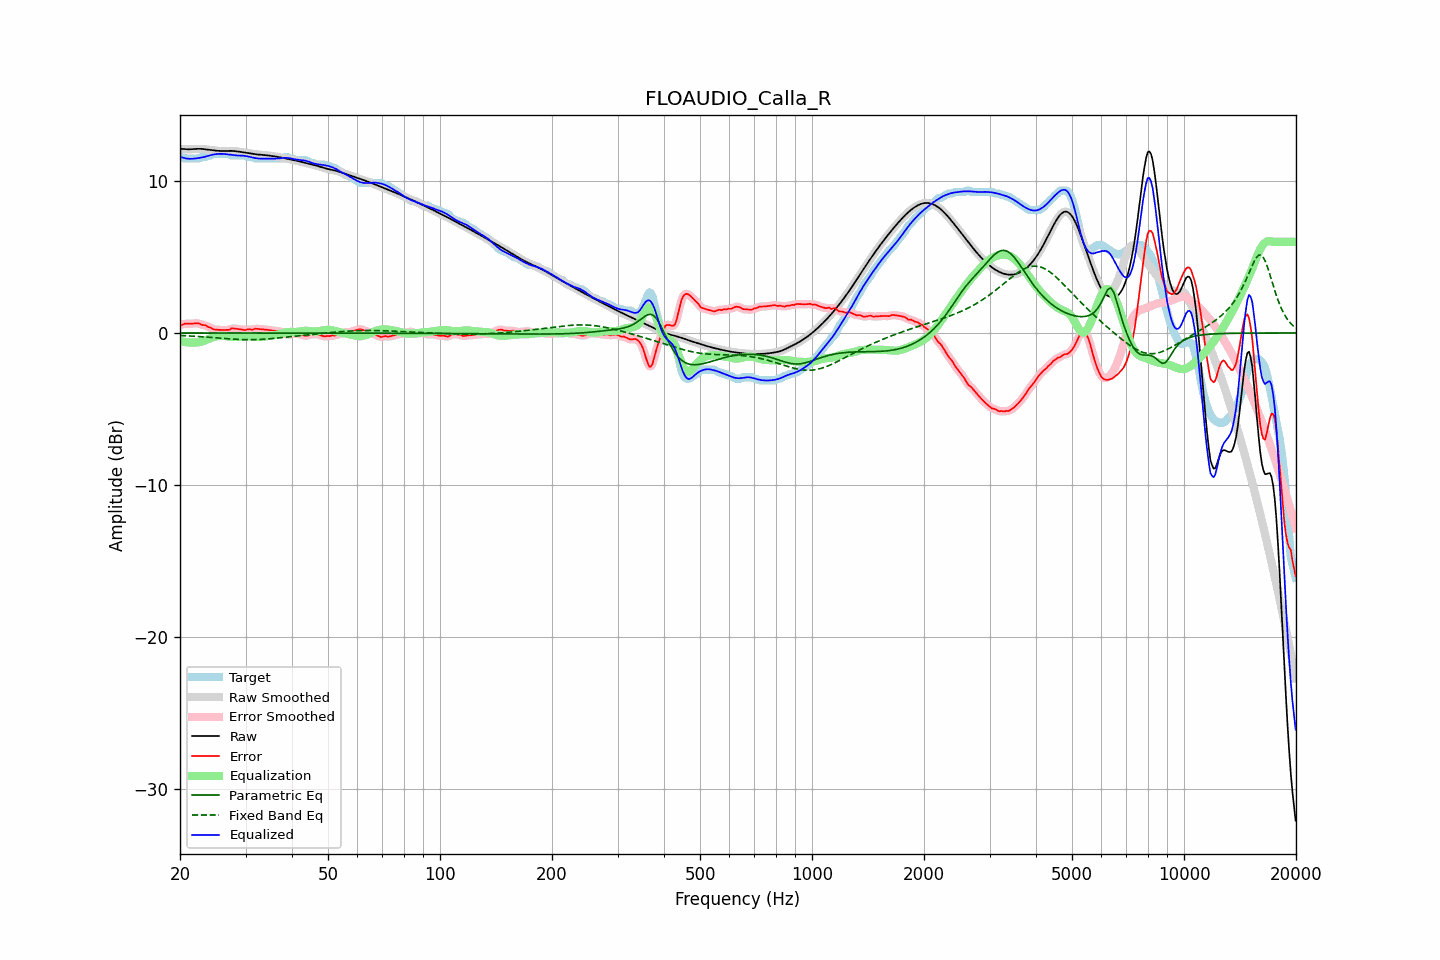 FLOAUDIO_Calla_R
Amplitude (dBr)
10
0
−10
−20
−30
Target
Raw Smoothed
Error Smoothed
Raw
Error
Equalization
Parametric Eq
Fixed Band Eq
Equalized
20 50 100 200 500 1000 2000 5000 10000 20000
Frequency (Hz)